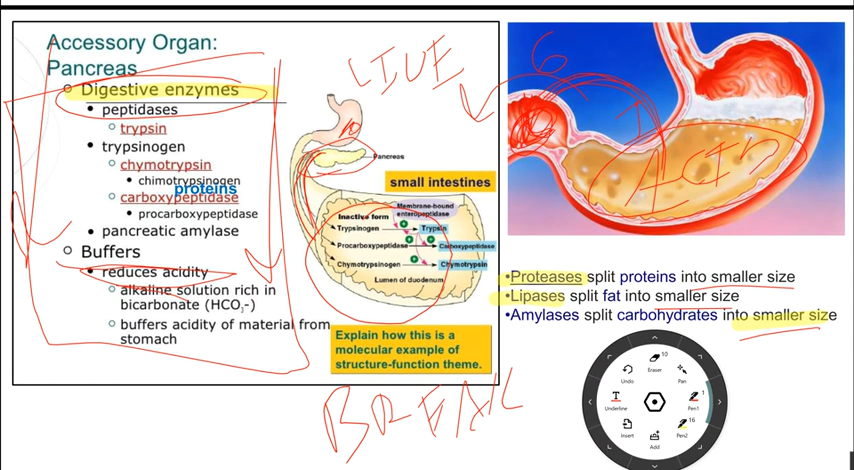 Accessory Organ:
Pancreas
Digestive enzymes
peptidases
trypsin
trypsinogen
chymotrypsin
chimotrypsinogen
proteins
carboxypeptidase
procarboxypeptidase
pancreatic amylase
Buffers
reduces acidity
alkaline solution rich in
bicarbonate (HCO3-)
buffers acidity of material from
stomach
LIVE
Pancreas
small intestines
Membrane-bound
enteropeptidase
Inactive form
Trypsinogen
Trypsin
Procarboxypeptidase
Carboxypeptidase
Chymotrypsinogen
Chymotrypsin
Lumen of duodenum
Explain how this is a
molecular example of
structure-function theme.
BREAK
ACID
•Proteases split proteins into smaller size
•Lipases split fat into smaller size
•Amylases split carbohydrates into smaller size
Eraser 10
Undo
Pan
Underline
Pen1 1
Insert
Pen2 16
Add